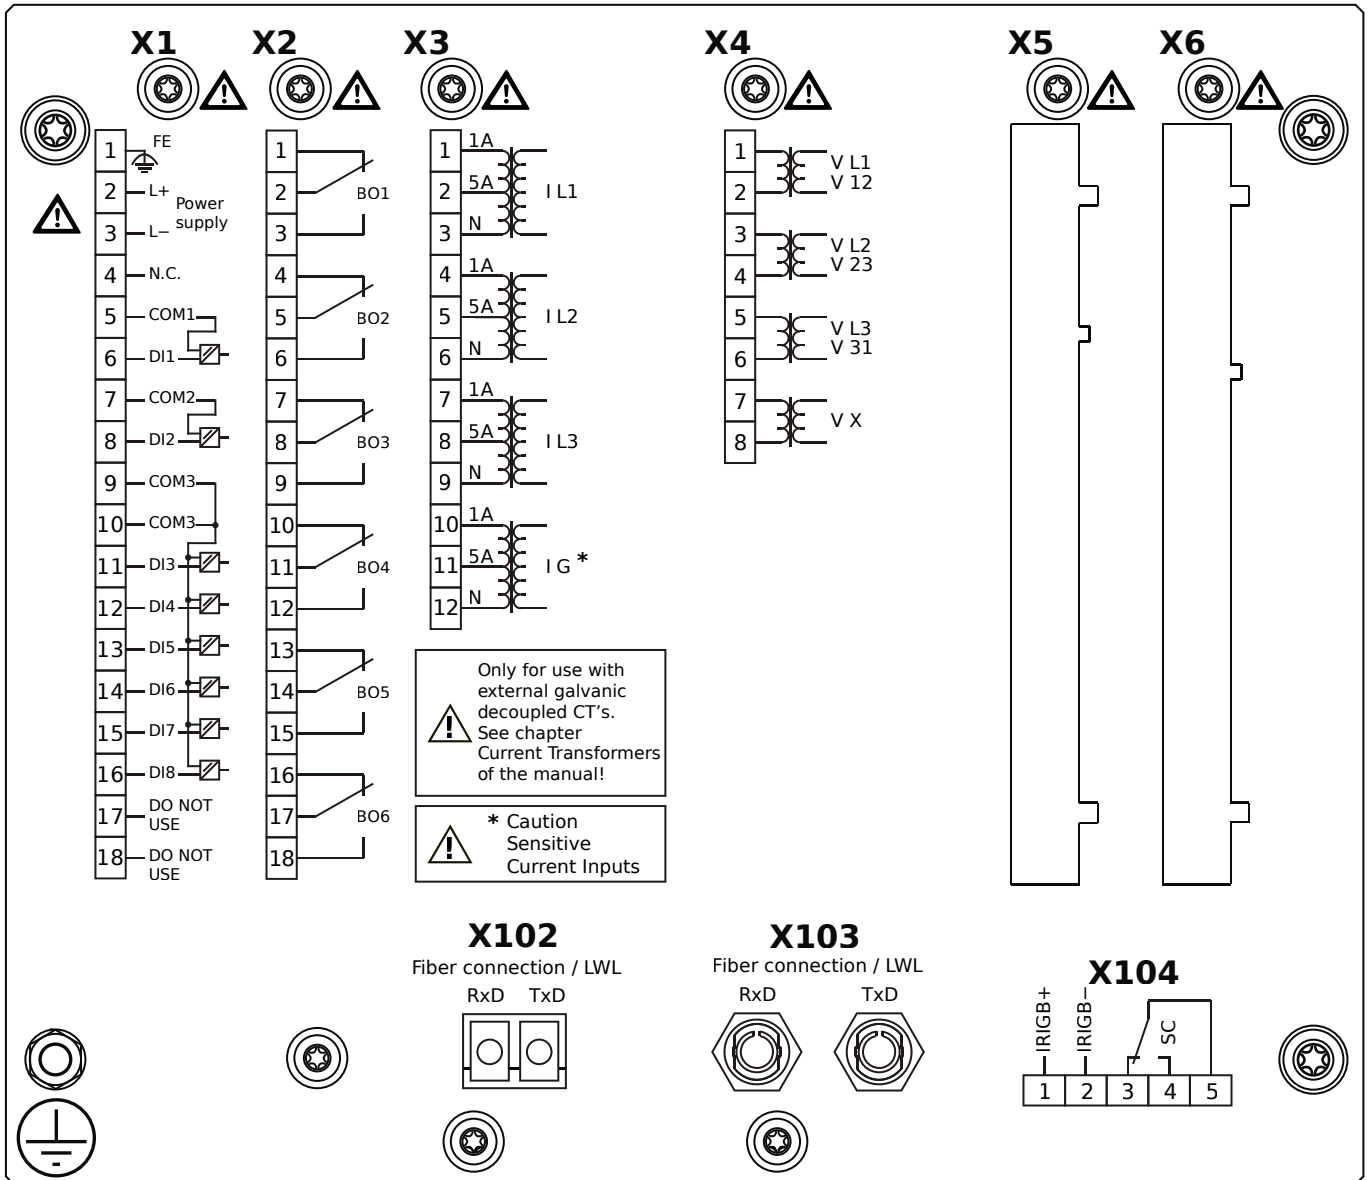 X1
X2
X3
X4
X5
X6
1 FE
2 L+
Power
supply
3 L−
4 N.C.
5 COM1
6 DI1
7 COM2
8 DI2
9 COM3
10 COM3
11 DI3
12 DI4
13 DI5
14 DI6
15 DI7
16 DI8
17 DO NOT
USE
18 DO NOT
USE
1
2 BO1
3
4
5 BO2
6
7
8 BO3
9
10
11 BO4
12
13
14 BO5
15
16
17 BO6
18
1 1A
2 5A I L1
3 N
4 1A
5 5A I L2
6 N
7 1A
8 5A I L3
9 N
10 1A
11 5A I G *
12 N
Only for use with
external galvanic
decoupled CT's.
See chapter
Current Transformers
of the manual!
* Caution
Sensitive
Current Inputs
1 V L1
2 V 12
3 V L2
4 V 23
5 V L3
6 V 31
7 V X
8
X102
Fiber connection / LWL
RxD TxD
X103
Fiber connection / LWL
RxD TxD
X104
IRIGB+
IRIGB−
SC
1 2 3 4 5